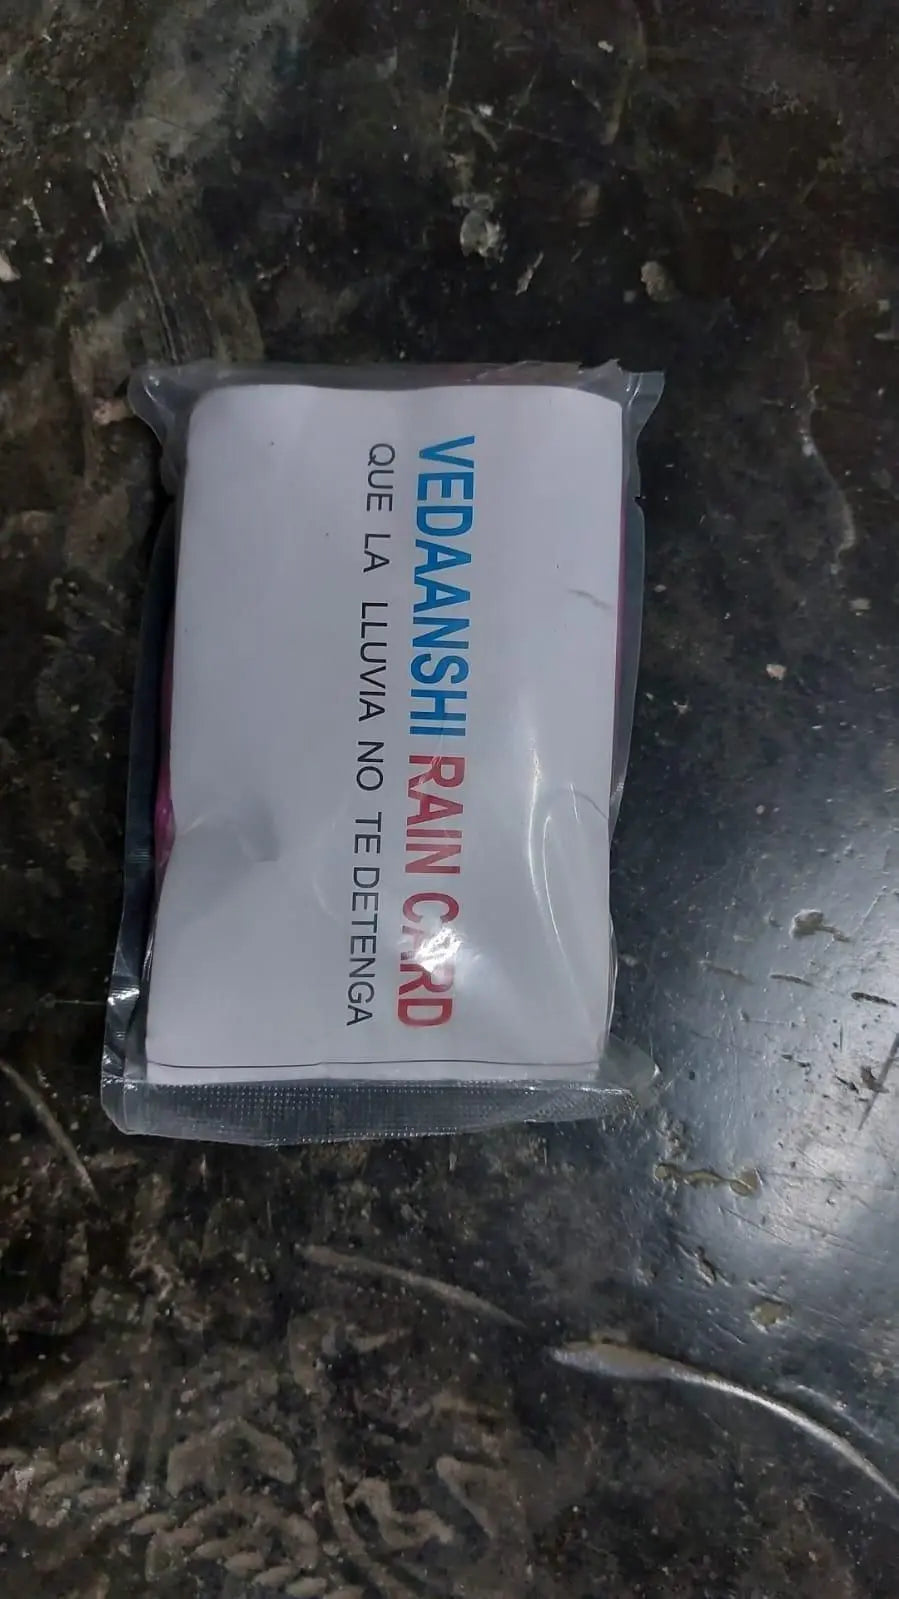 VEDAANSHI RAIN CARD
QUE LA LLUVIA NO TE DETENGA